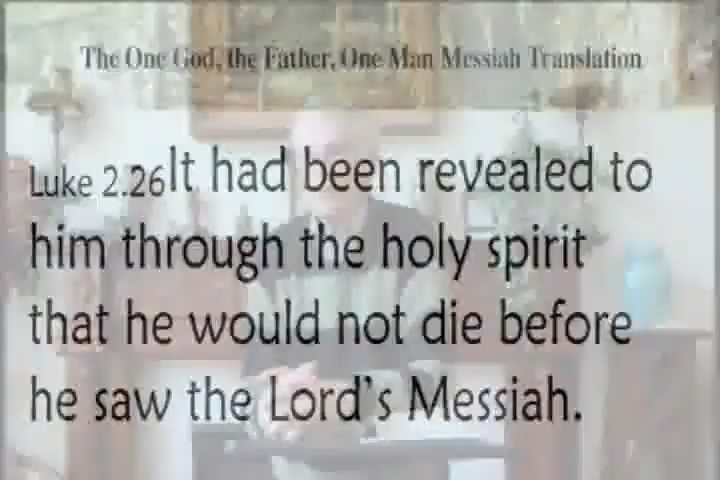 The One God, the Father, One Man Messiah Translation
Luke 2.26It had been revealed to
him through the holy spirit
that he would not die before
he saw the Lord's Messiah.